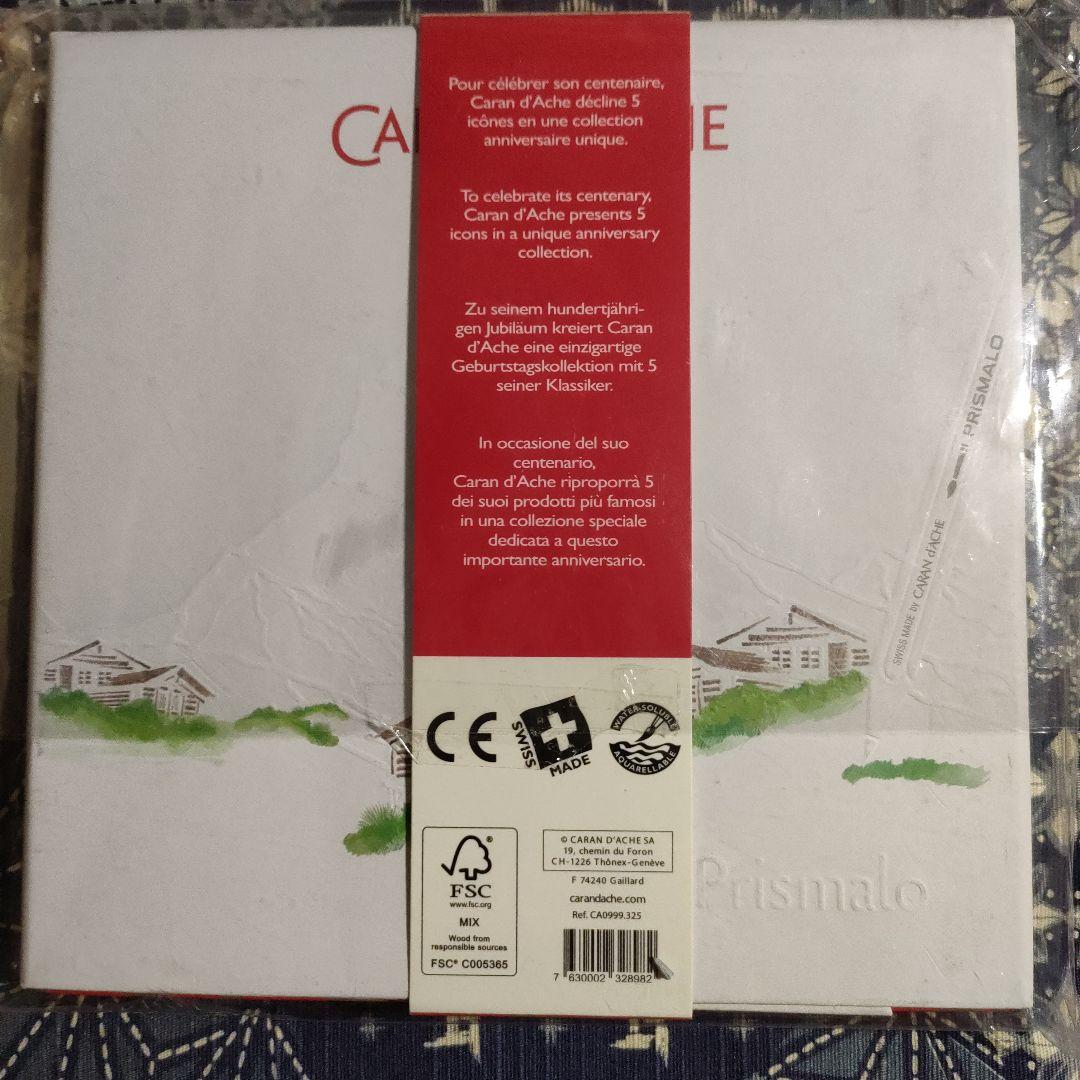 CA
HE
Pour célébrer son centenaire,
Caran d'Ache décline 5
icônes en une collection
anniversaire unique.
To celebrate its centenary,
Caran d'Ache presents 5
icons in a unique anniversary
collection.
Zu seinem hundertjähri-
gen Jubiläum kreiert Caran
d'Ache eine einzigartige
Geburtstagskollektion mit 5
seiner Klassiker.
In occasione del suo
centenario,
Caran d'Ache riproporrà 5
dei suoi prodotti più famosi
in una collezione speciale
dedicata a questo
importante anniversario.
SWISS MADE by CARAN d'ACHE
PRISMALO
CE
SWISS
MADE
WATER-SOLUBLE
AQUARELLABLE
FSC®
www.fsc.org
MIX
Wood from
responsible sources
FSC® C005365
© CARAN D'ACHE SA
19, chemin du Foron
CH-1226 Thônex-Genève
F 74240 Gaillard
carandache.com
Ref. CA0999.325
7 630002 328982
Prismalo